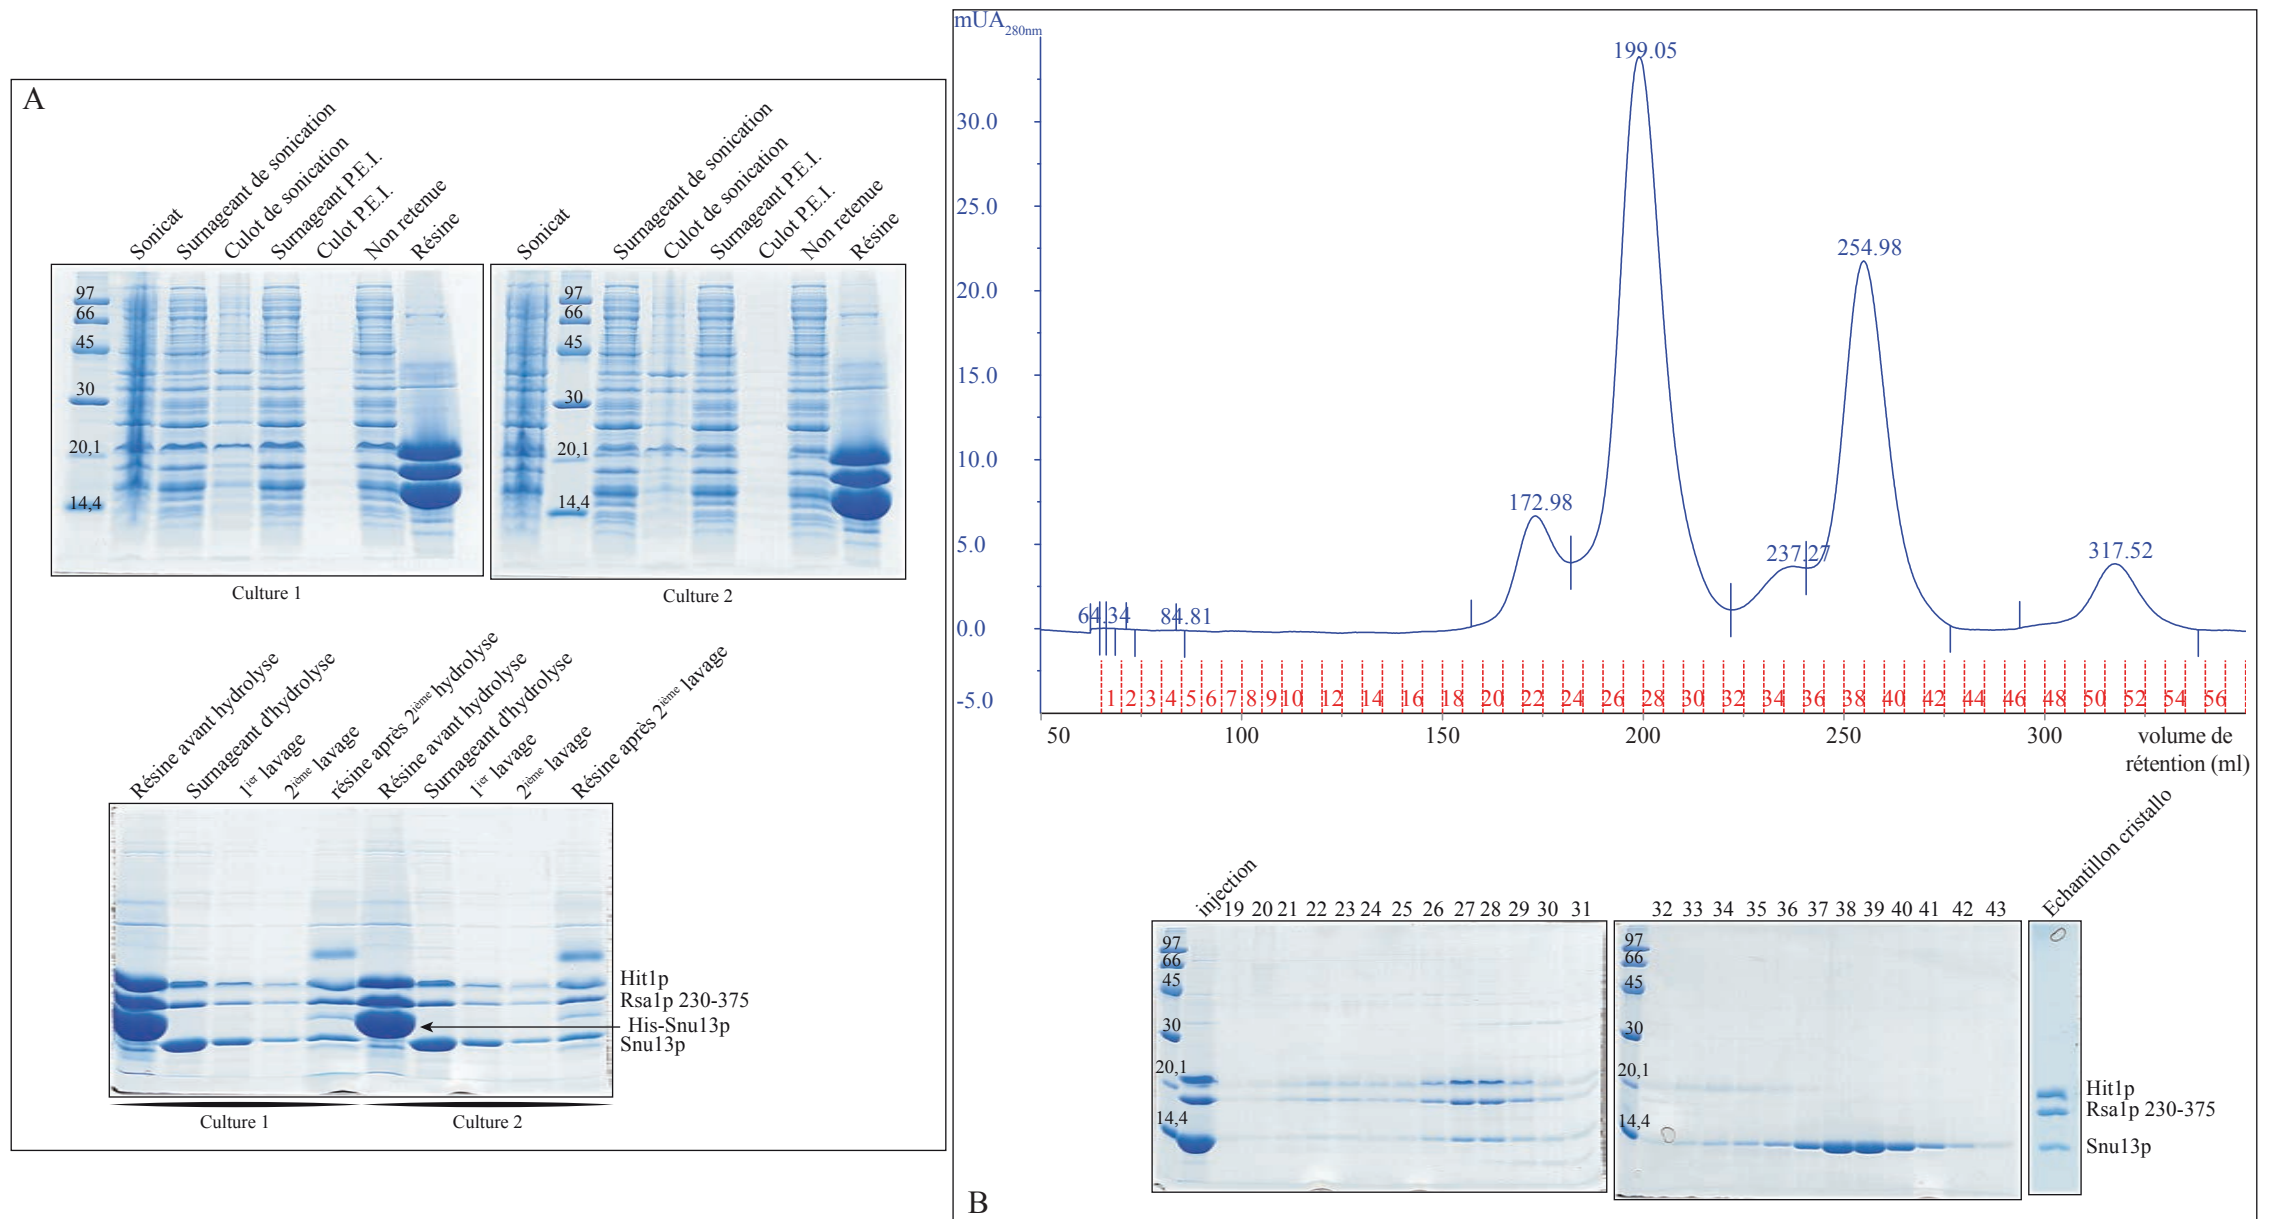 A
Sonicat
Surnageant de sonication
Culot de sonication
Surnageant P.E.I.
Culot P.E.I.
Non retenue
Résine
Sonicat
Surnageant de sonication
Culot de sonication
Surnageant P.E.I.
Culot P.E.I.
Non retenue
Résine
97
66
45
30
20,1
14,4
97
66
45
30
20,1
14,4
Culture 1
Culture 2
Résine avant hydrolyse
Surnageant d'hydrolyse
1ier lavage
2ième lavage
résine après 2ième hydrolyse
Résine avant hydrolyse
Surnageant d'hydrolyse
1ier lavage
2ième lavage
Résine après 2ième lavage
Hit1p
Rsa1p 230-375
His-Snu13p
Snu13p
Culture 1
Culture 2
mUA280nm
30.0
25.0
20.0
15.0
10.0
5.0
0.0
-5.0
64.34
84.81
172.98
199.05
237.27
254.98
317.52
1 2 3 4 5 6 7 8 9 10 12 14 16 18 20 22 24 26 28 30 32 34 36 38 40 42 44 46 48 50 52 54 56
50 100 150 200 250 300
volume de
rétention (ml)
injection
19 20 21 22 23 24 25 26 27 28 29 30 31
32 33 34 35 36 37 38 39 40 41 42 43
Echantillon cristallo
97
66
45
30
20,1
14,4
97
66
45
30
20,1
14,4
Hit1p
Rsa1p 230-375
Snu13p
B